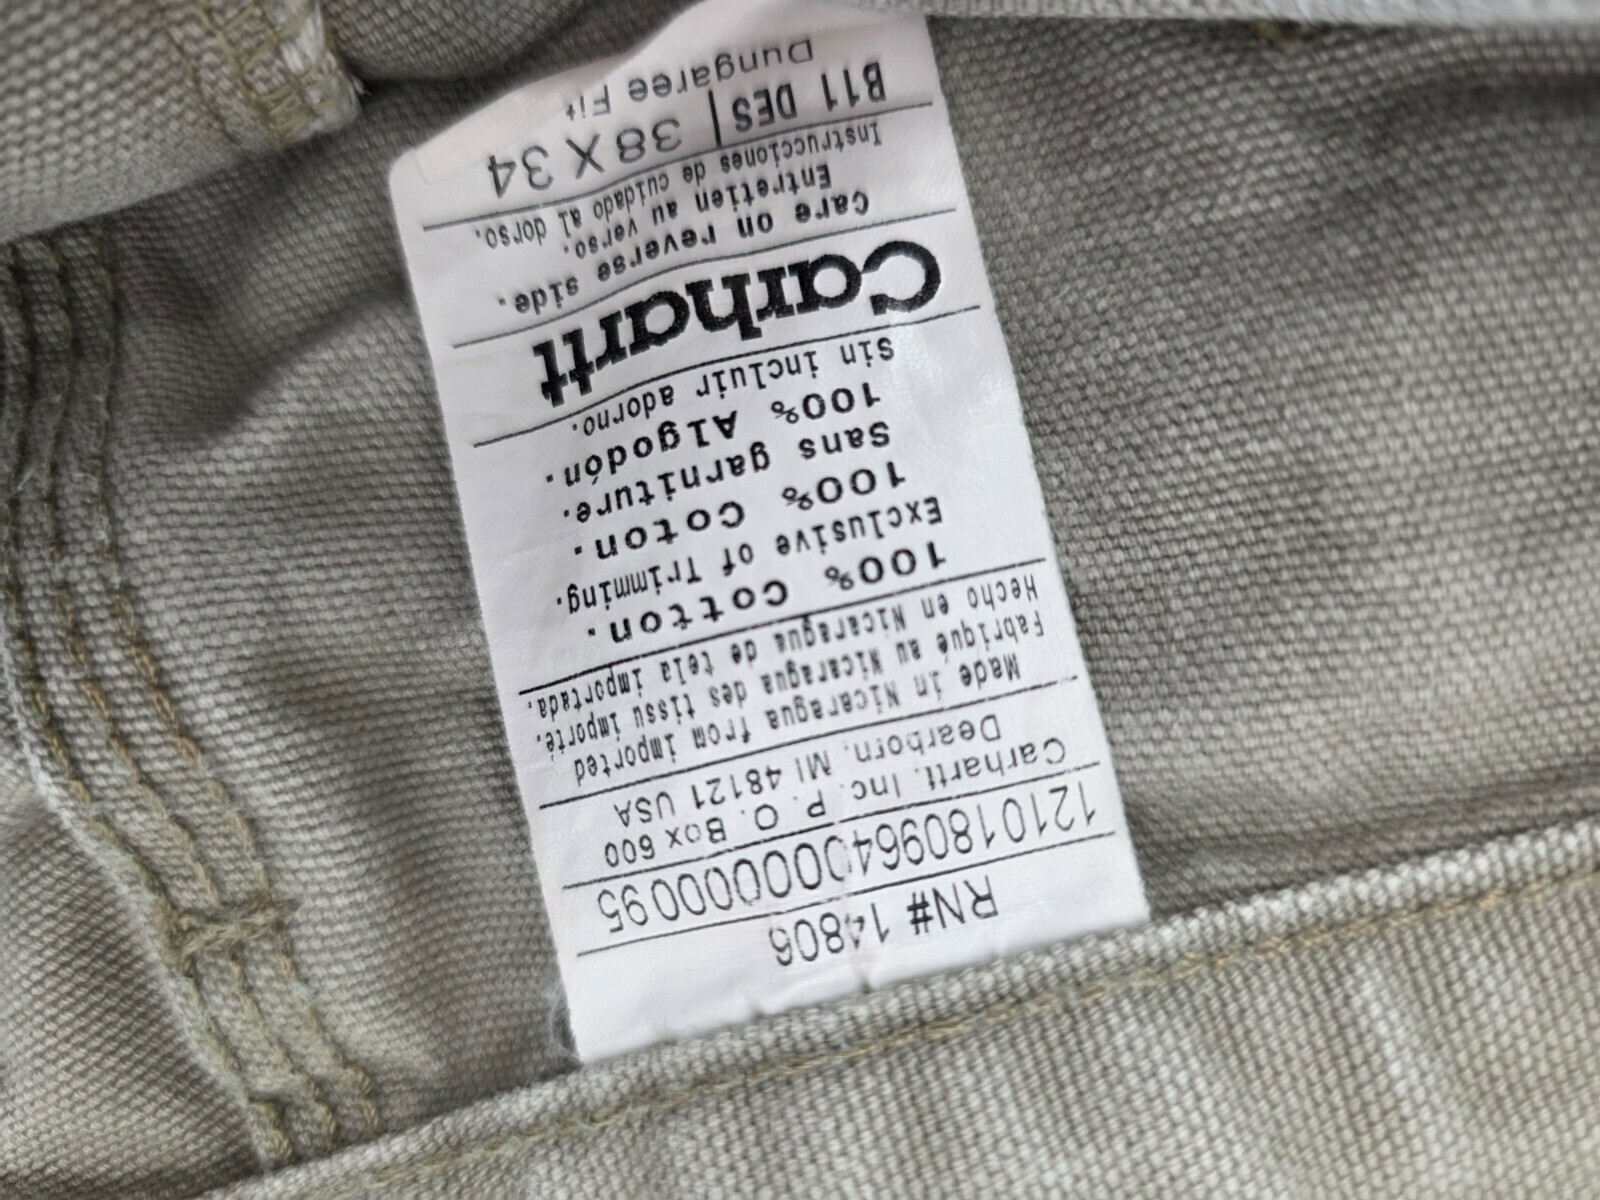 Dungaree Fit
B11 DES 38 X 34
Instrucciones de cuidado al dorso.
Entretien au verso.
Care on reverse side.
Carhartt
sin incluir adorno.
100% Algodón.
Sans garniture.
100% Coton.
Exclusive of Trimming.
100% Cotton.
Hecho en Nicaragua de tela importada.
Fabriqué au Nicaragua des tissu importé.
Made in Nicaragua from imported
Dearborn, MI 48121 USA
Carhartt, Inc. P. O. Box 600
12101809640000000095
RN# 14806